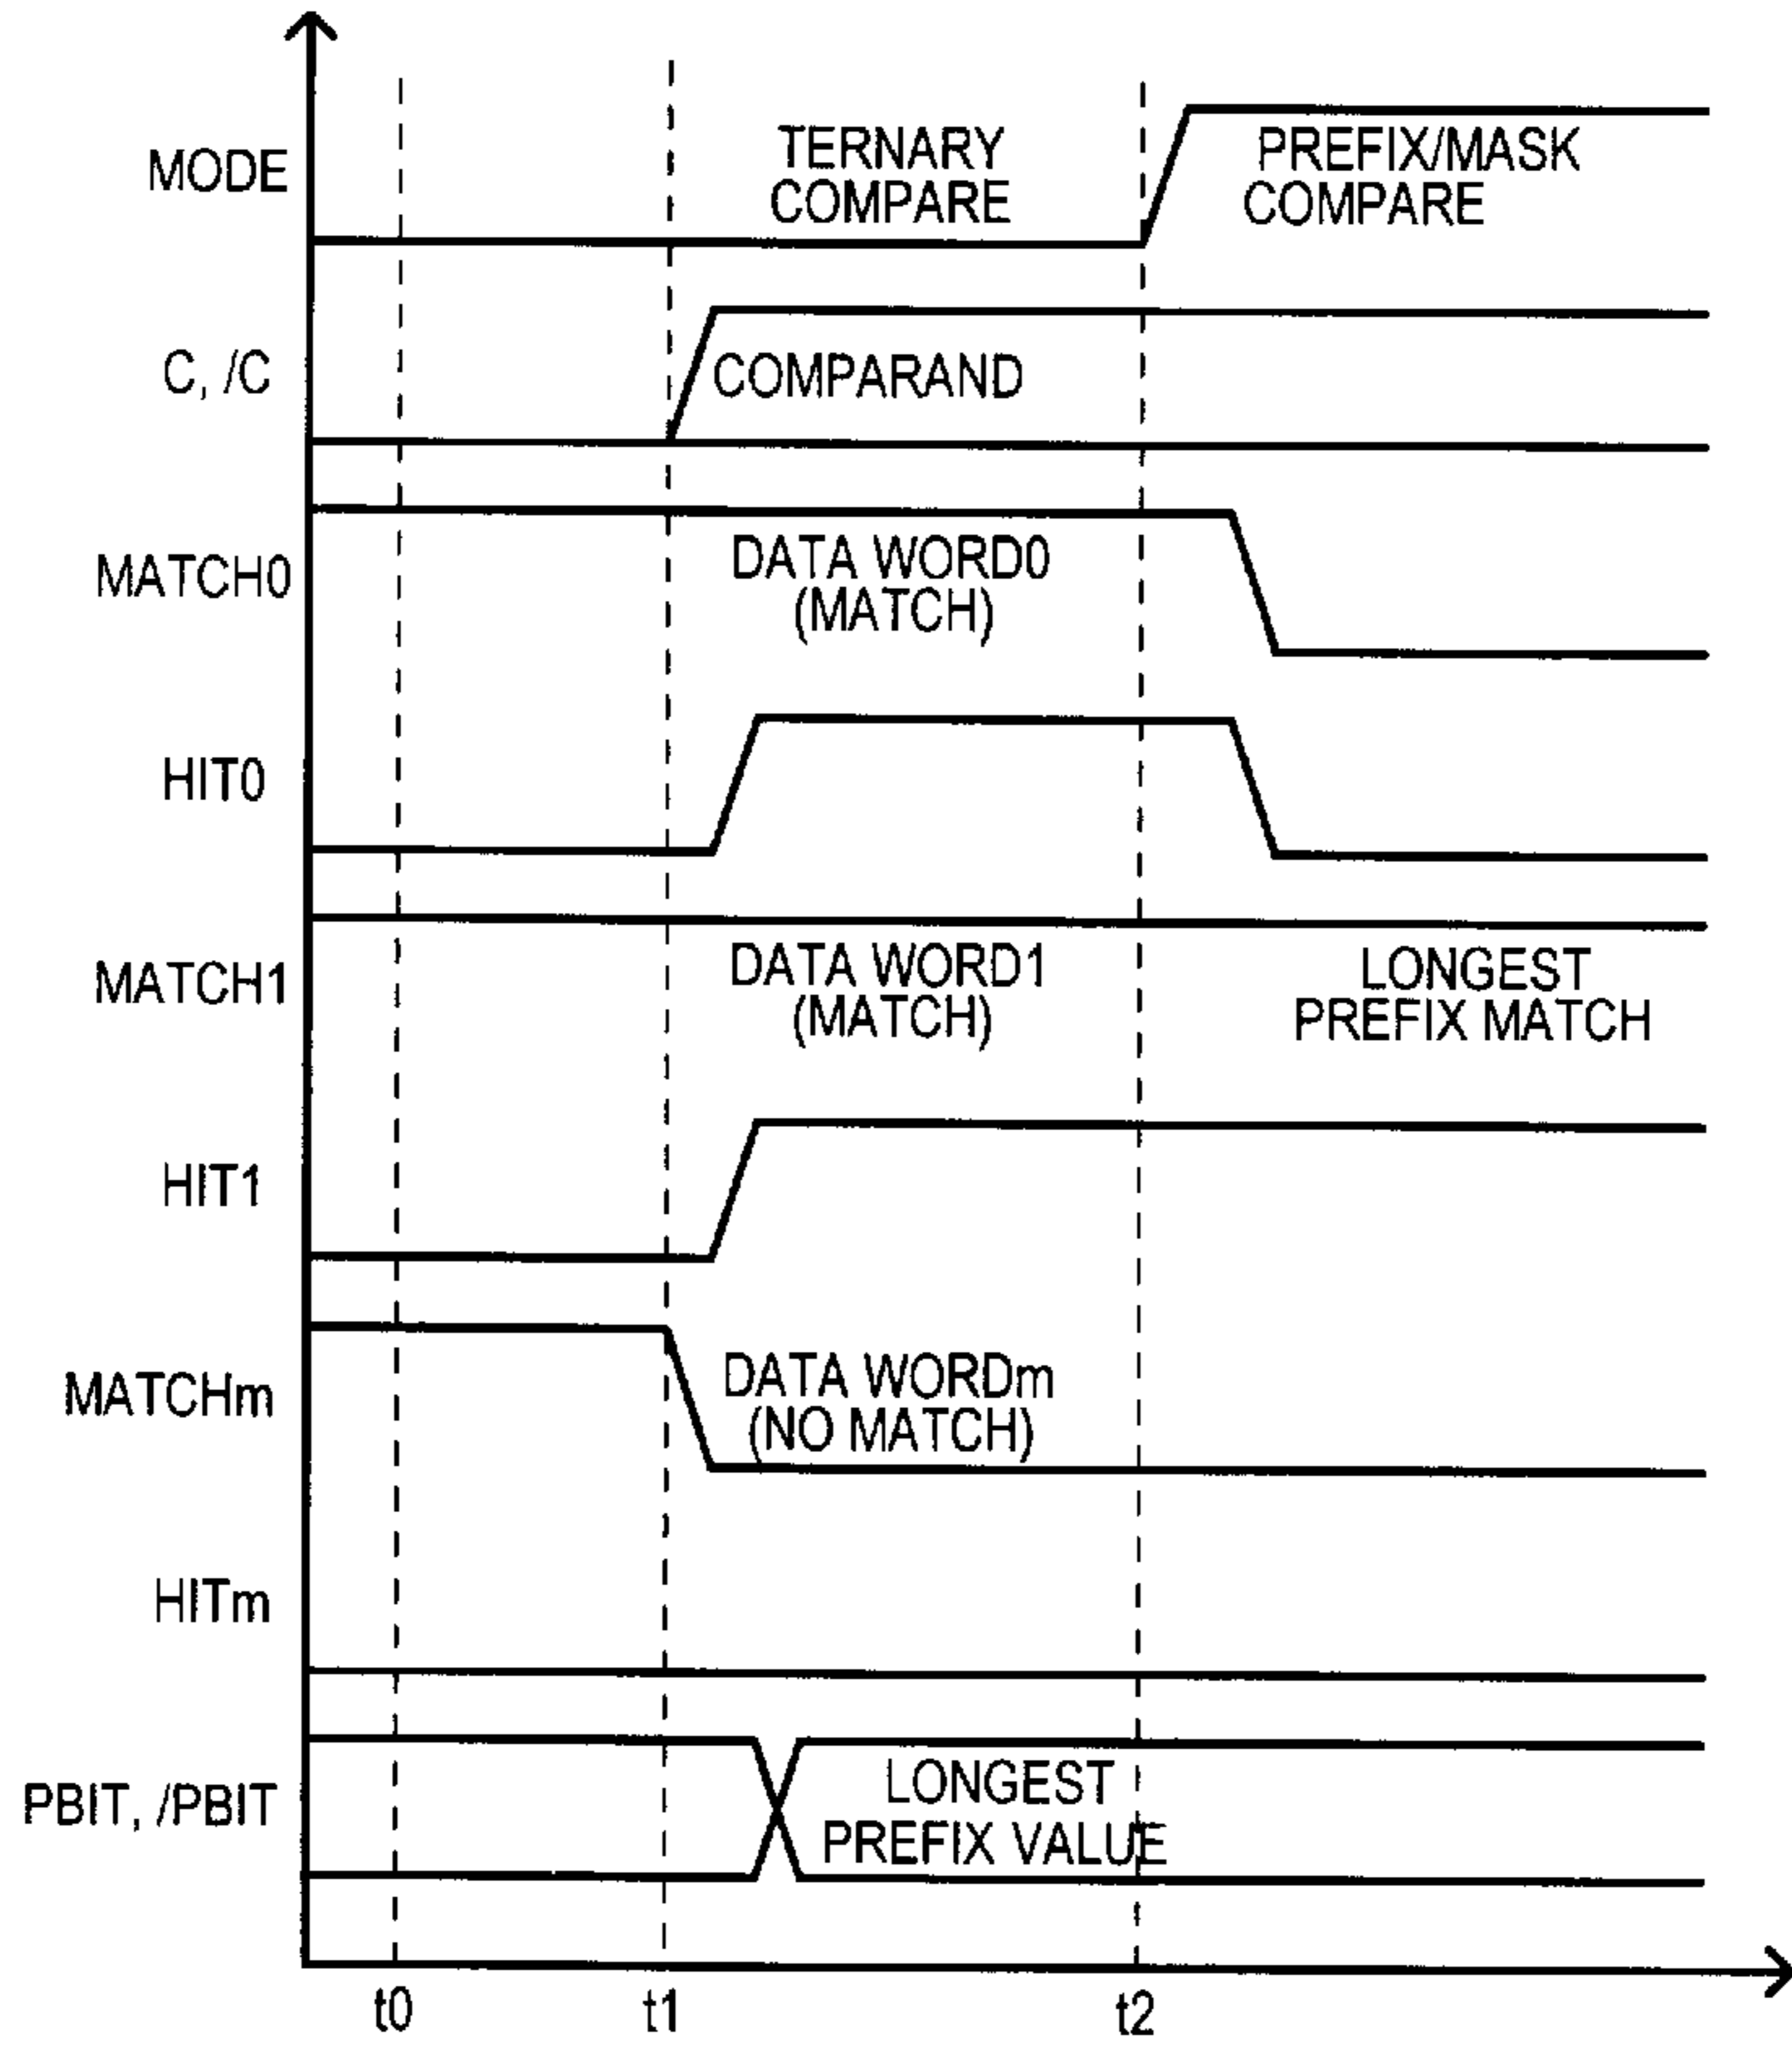 MODE
TERNARY
COMPARE
PREFIX/MASK
COMPARE
C, /C
COMPARAND
MATCH0
DATA WORD0
(MATCH)
HIT0
MATCH1
DATA WORD1
(MATCH)
LONGEST
PREFIX MATCH
HIT1
MATCHm
DATA WORDm
(NO MATCH)
HITm
PBIT, /PBIT
LONGEST
PREFIX VALUE
t0
t1
t2